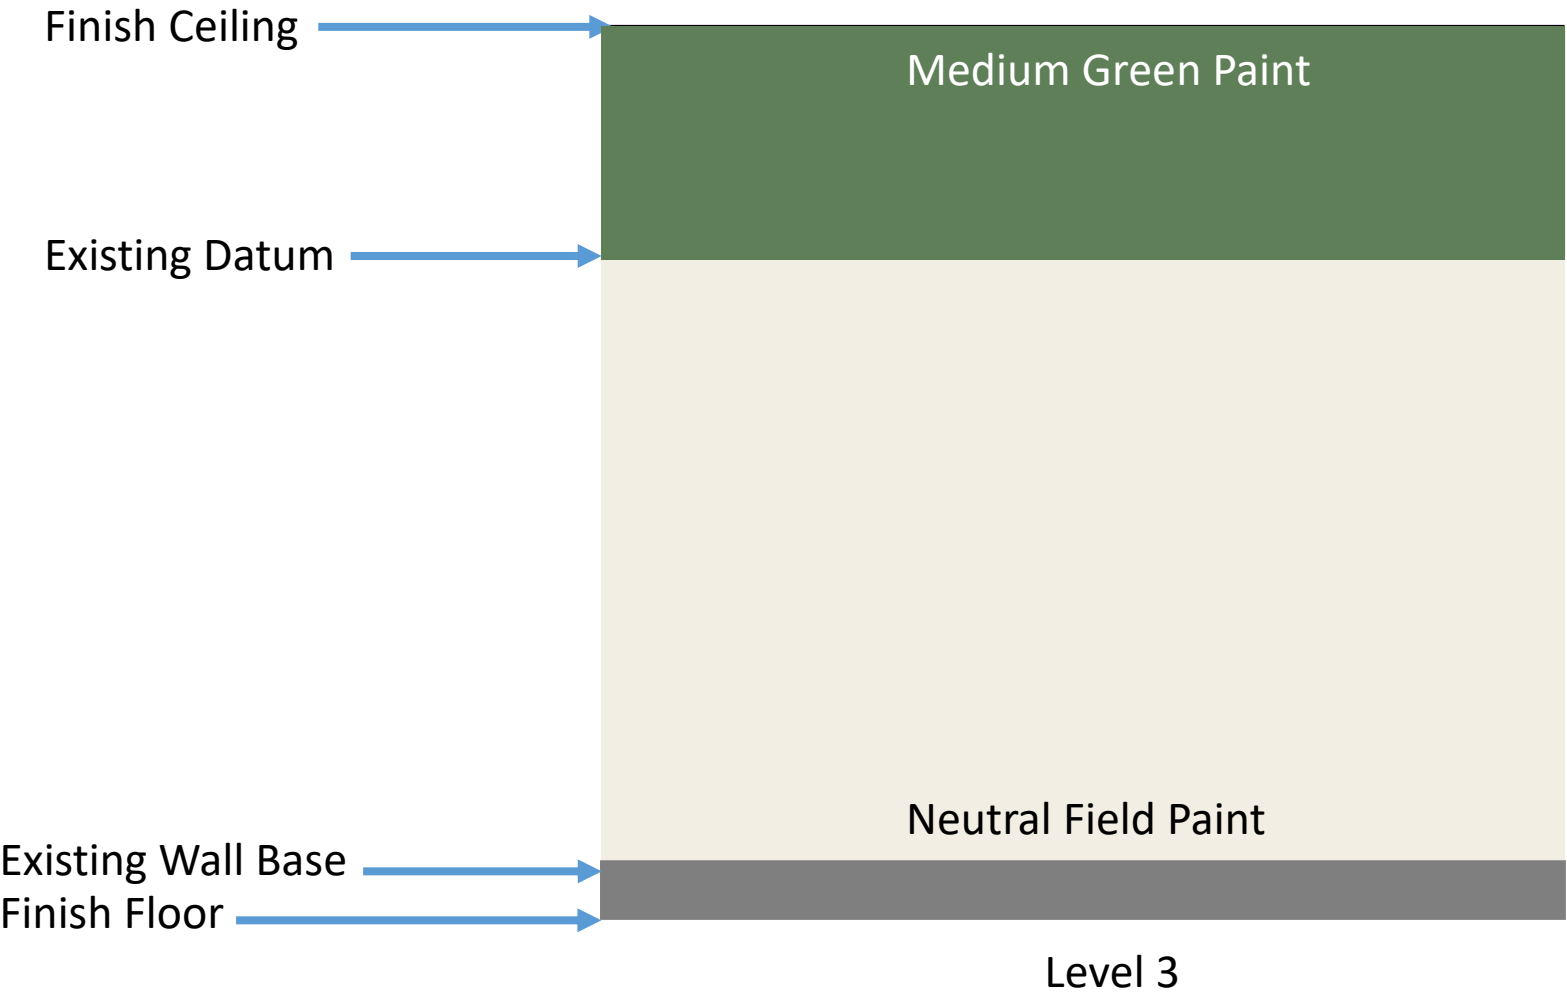 Finish Ceiling
Medium Green Paint
Existing Datum
Neutral Field Paint
Existing Wall Base
Finish Floor
Level 3